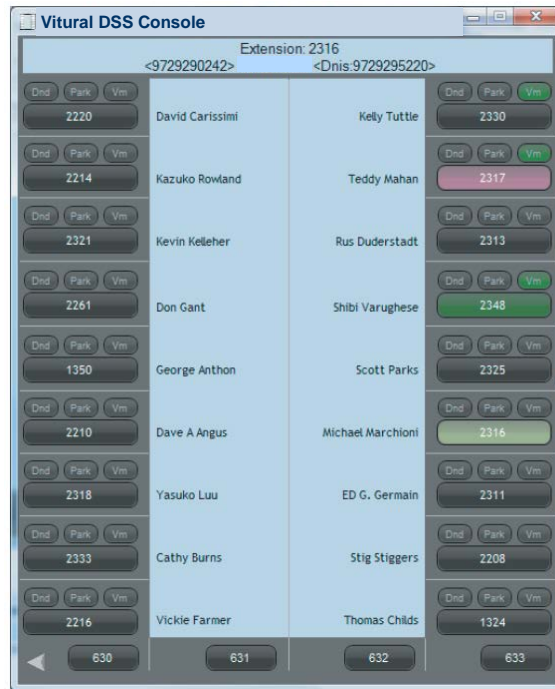 Vitural DSS Console
Extension: 2316
<9729290242> <Dnis:9729295220>
Dnd Park Vm Dnd Park Vm
2220 David Carissimi Kelly Tuttle 2330
Dnd Park Vm Dnd Park Vm
2214 Kazuko Rowland Teddy Mahan 2317
Dnd Park Vm Dnd Park Vm
2321 Kevin Kelleher Rus Duderstadt 2313
Dnd Park Vm Dnd Park Vm
2261 Don Gant Shibi Varughese 2348
Dnd Park Vm Dnd Park Vm
1350 George Anthon Scott Parks 2325
Dnd Park Vm Dnd Park Vm
2210 Dave A Angus Michael Marchioni 2316
Dnd Park Vm Dnd Park Vm
2318 Yasuko Luu ED G. Germain 2311
Dnd Park Vm Dnd Park Vm
2333 Cathy Burns Stig Stiggers 2208
Dnd Park Vm Dnd Park Vm
2216 Vickie Farmer Thomas Childs 1324
630 631 632 633